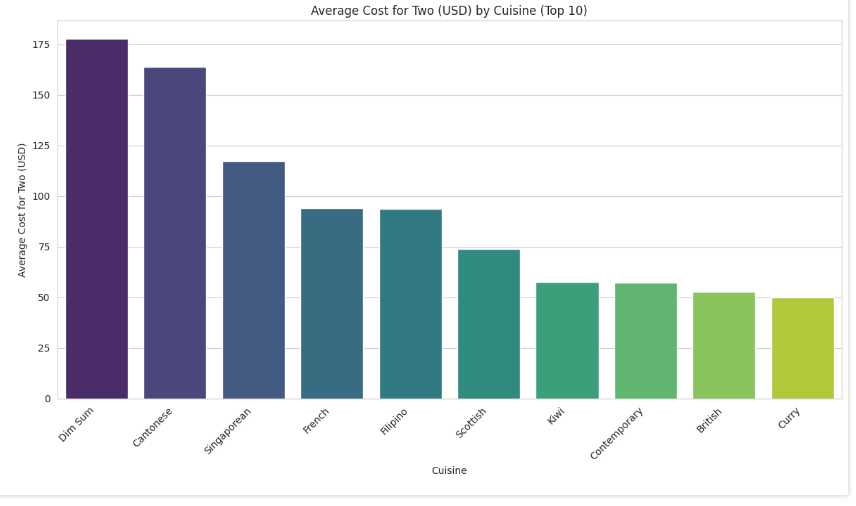 Average Cost for Two (USD) by Cuisine (Top 10)
Average Cost for Two (USD)
175
150
125
100
75
50
25
0
Dim Sum
Cantonese
Singaporean
French
Filipino
Scottish
Kiwi
Contemporary
British
Curry
Cuisine